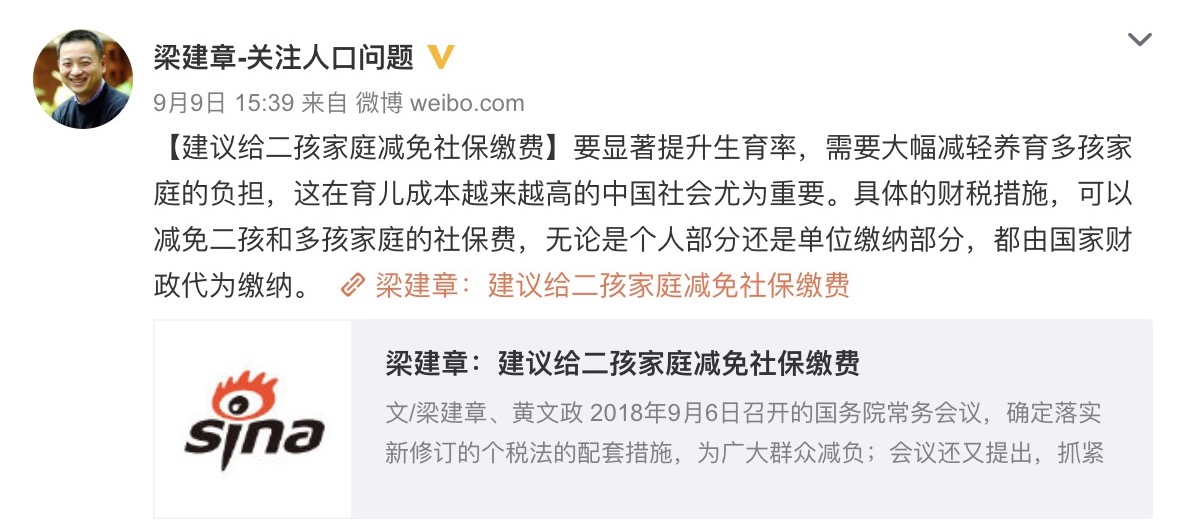 梁建章-关注人口问题
9月9日 15:39 来自 微博 weibo.com
【建议给二孩家庭减免社保缴费】要显著提升生育率，需要大幅减轻养育多孩家
庭的负担，这在育儿成本越来越高的中国社会尤为重要。具体的财税措施，可以
减免二孩和多孩家庭的社保费，无论是个人部分还是单位缴纳部分，都由国家财
政代为缴纳。 梁建章：建议给二孩家庭减免社保缴费
梁建章：建议给二孩家庭减免社保缴费
文/梁建章、黄文政 2018年9月6日召开的国务院常务会议，确定落实
新修订的个税法的配套措施，为广大群众减负；会议还又提出，抓紧
sina